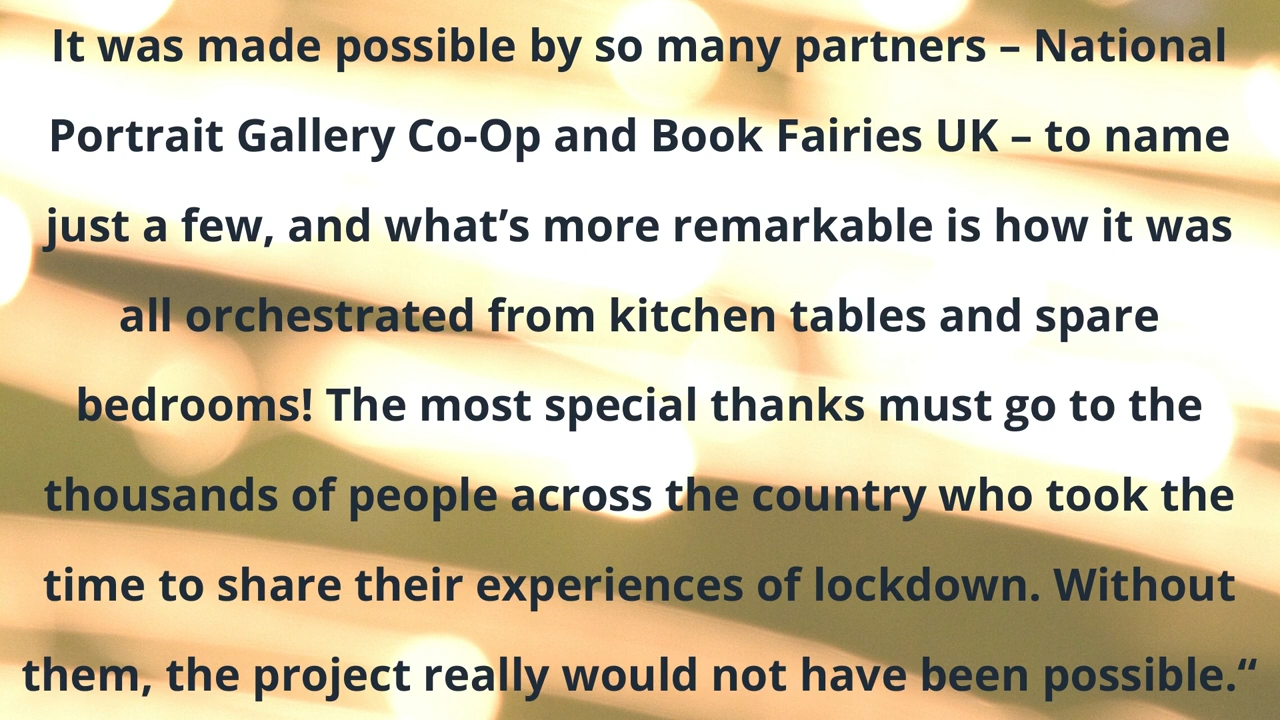 It was made possible by so many partners – National
Portrait Gallery Co-Op and Book Fairies UK – to name
just a few, and what’s more remarkable is how it was
all orchestrated from kitchen tables and spare
bedrooms! The most special thanks must go to the
thousands of people across the country who took the
time to share their experiences of lockdown. Without
them, the project really would not have been possible.“